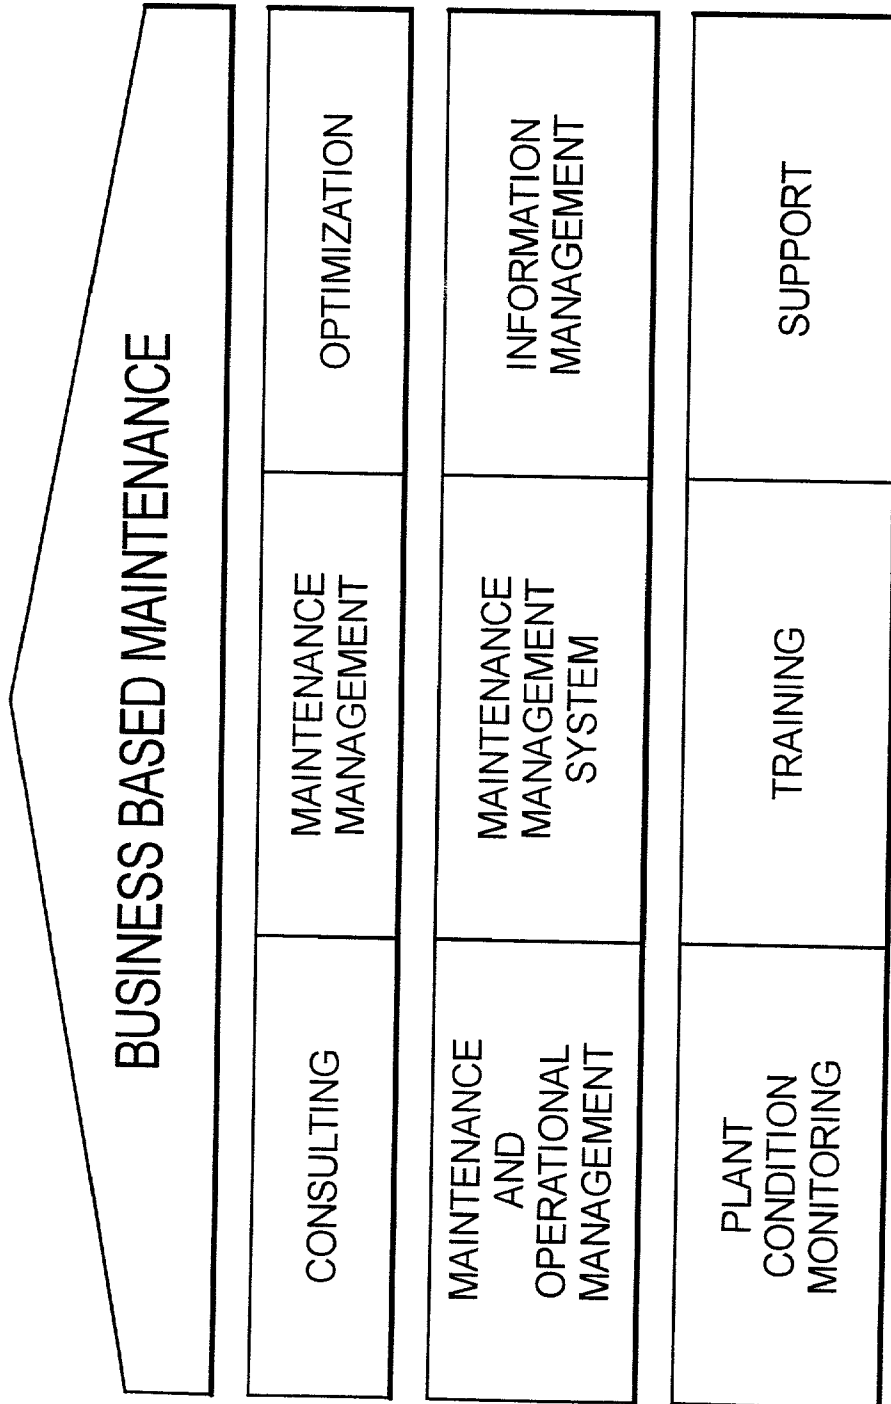 BUSINESS BASED MAINTENANCE
CONSULTING
MAINTENANCE
MANAGEMENT
OPTIMIZATION
MAINTENANCE
AND
OPERATIONAL
MANAGEMENT
MAINTENANCE
MANAGEMENT
SYSTEM
INFORMATION
MANAGEMENT
PLANT
CONDITION
MONITORING
TRAINING
SUPPORT